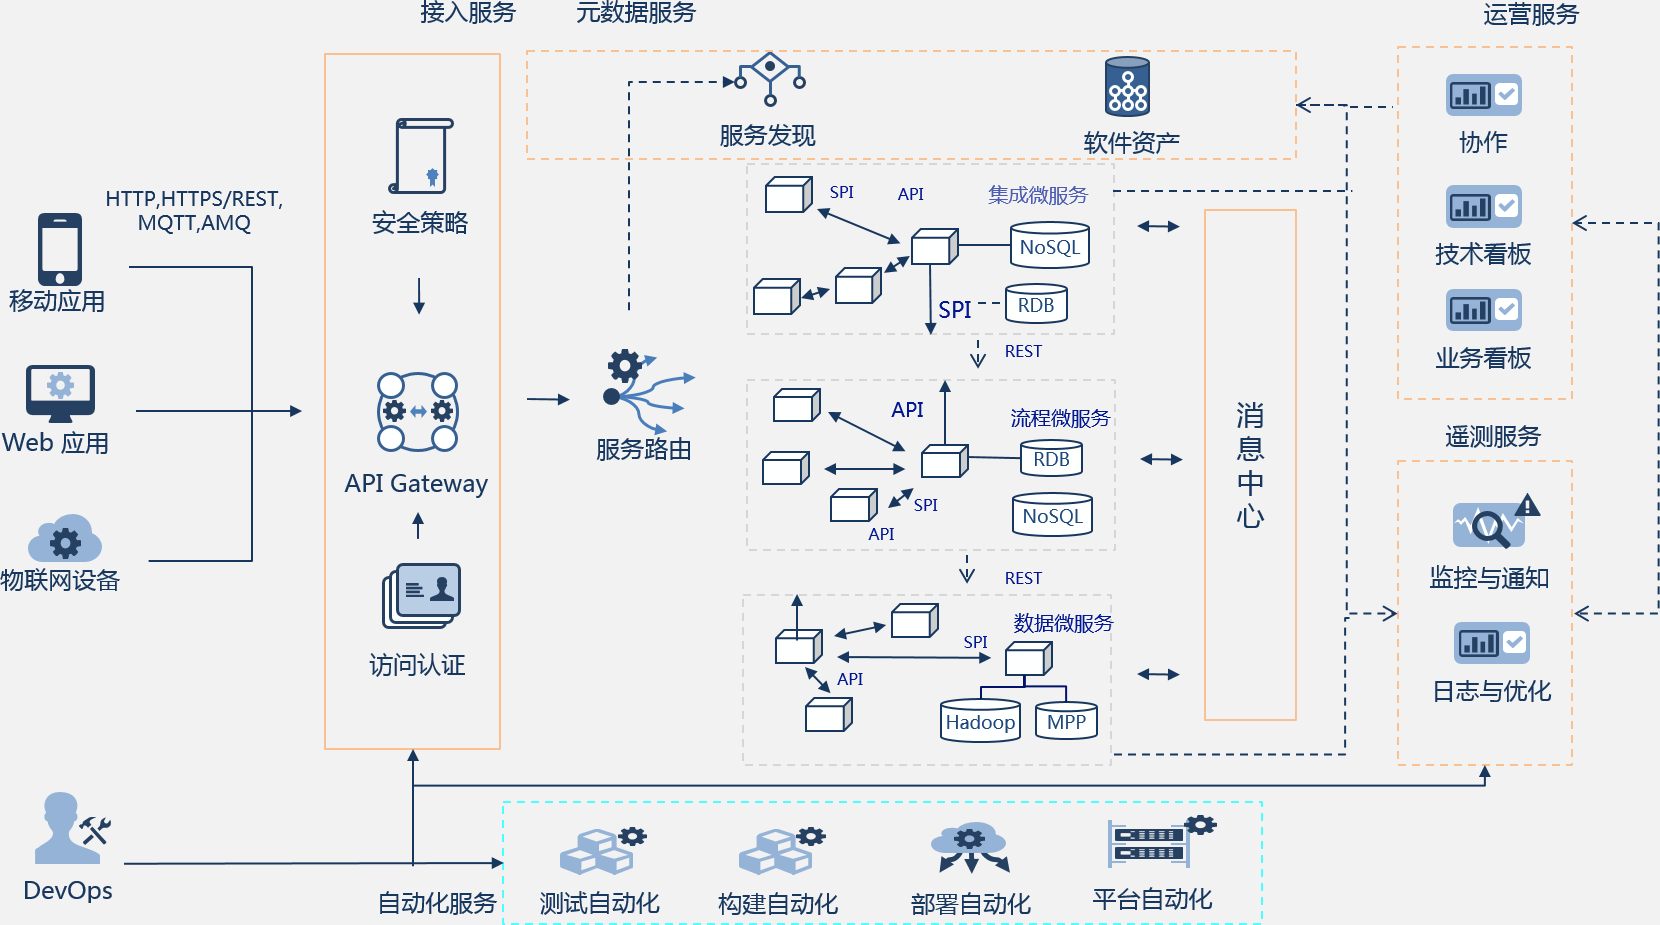 接入服务
元数据服务
运营服务
服务发现
软件资产
协作
技术看板
业务看板
HTTP,HTTPS/REST,
MQTT,AMQ
移动应用
Web 应用
物联网设备
安全策略
API Gateway
访问认证
服务路由
SPI
API
集成微服务
NoSQL
SPI
RDB
REST
API
流程微服务
RDB
SPI
NoSQL
API
REST
数据微服务
SPI
API
Hadoop
MPP
消
息
中
心
遥测服务
监控与通知
日志与优化
DevOps
自动化服务
测试自动化
构建自动化
部署自动化
平台自动化